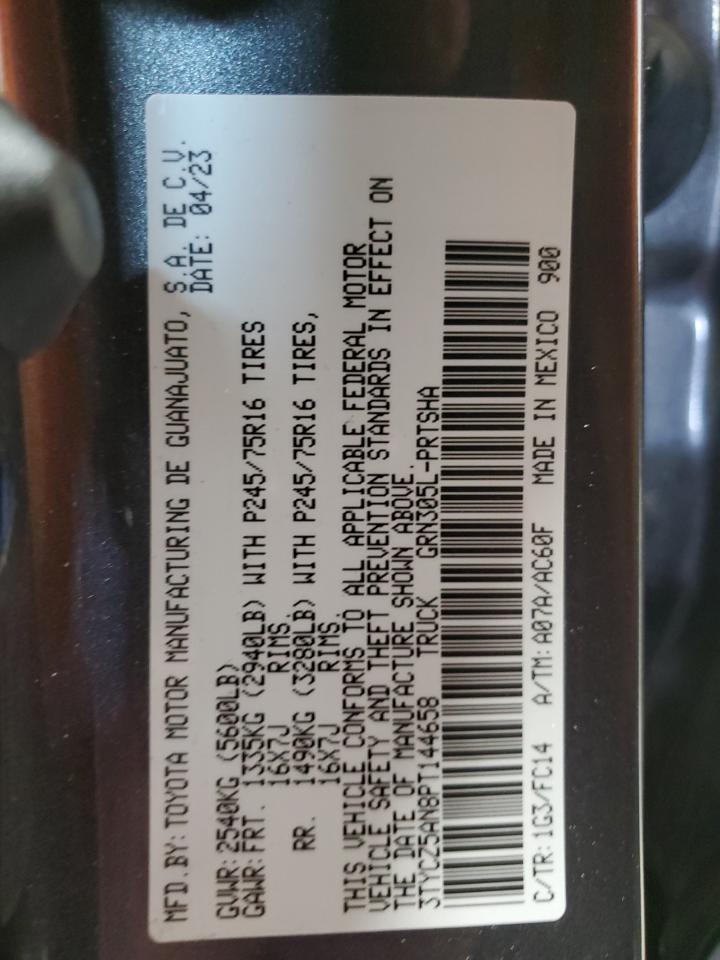 MFD.BY:TOYOTA MOTOR MANUFACTURING DE GUANAJUATO, S.A. DE C.V.
DATE: 04/23
GVWR:2540KG(5600LB)
GAWR:FRT. 1335KG(2940LB) WITH P245/75R16 TIRES
16X7J RIMS.
RR. 1490KG(3280LB) WITH P245/75R16 TIRES,
16X7J RIMS.
THIS VEHICLE CONFORMS TO ALL APPLICABLE FEDERAL MOTOR
VEHICLE SAFETY AND THEFT PREVENTION STANDARDS IN EFFECT ON
THE DATE OF MANUFACTURE SHOWN ABOVE.
3TYCZ5AN8PT144658 TRUCK GRN305L-PRTSHA
C/TR:1G3/FC14 A/TM:A07A/AC60F MADE IN MEXICO 900